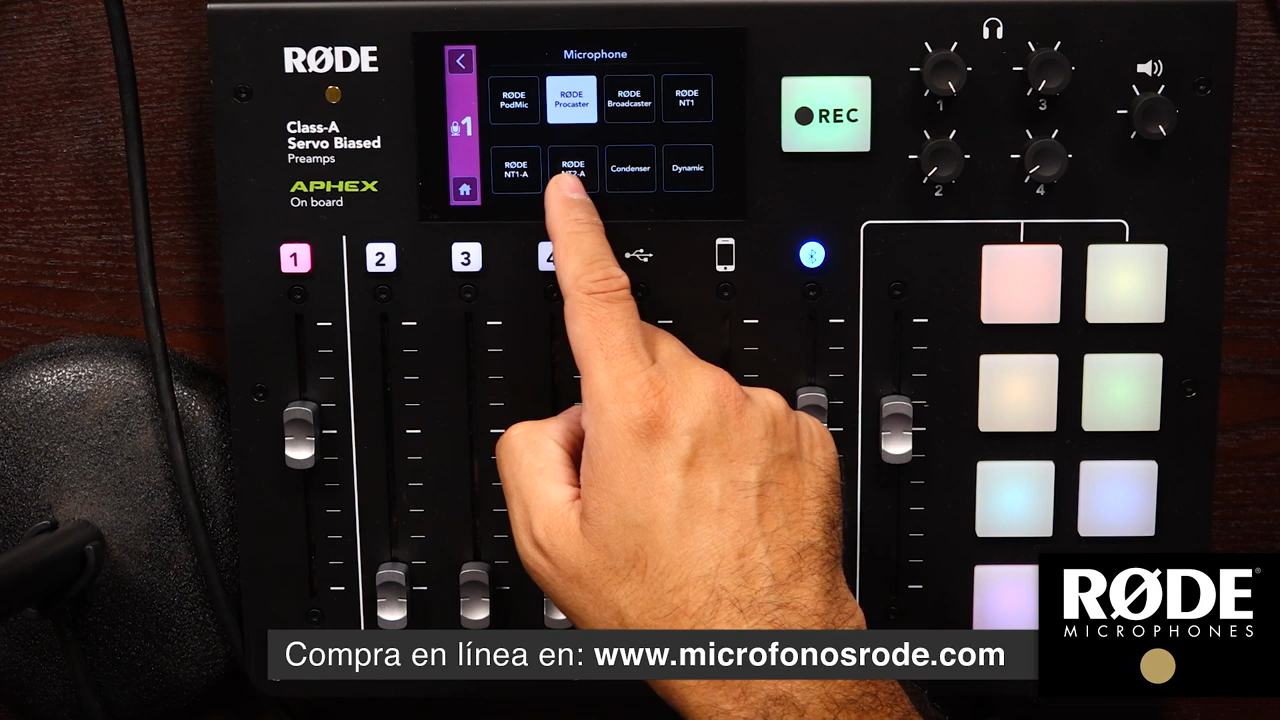 RØDE
Class-A
Servo Biased
Preamps
APHEX
On board
Microphone
1
RØDE
PodMic
RØDE
Procaster
RØDE
Broadcaster
RØDE
NT1
RØDE
NT1-A
RØDE
NT2-A
Condenser
Dynamic
REC
1
3
2
4
1
2
3
4
RØDE®
MICROPHONES
Compra en línea en: www.microfonosrode.com